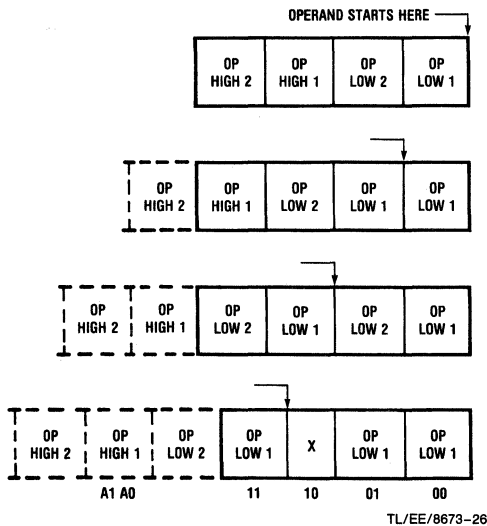 OPERAND STARTS HERE
OP HIGH 2 OP HIGH 1 OP LOW 2 OP LOW 1
OP HIGH 2 OP HIGH 1 OP LOW 2 OP LOW 1 OP LOW 1
OP HIGH 2 OP HIGH 1 OP LOW 2 OP LOW 1 OP LOW 2 OP LOW 1
OP HIGH 2 OP HIGH 1 OP LOW 2 OP LOW 1 X OP LOW 1 OP LOW 1
A1 A0 11 10 01 00
TL/EE/8673-26